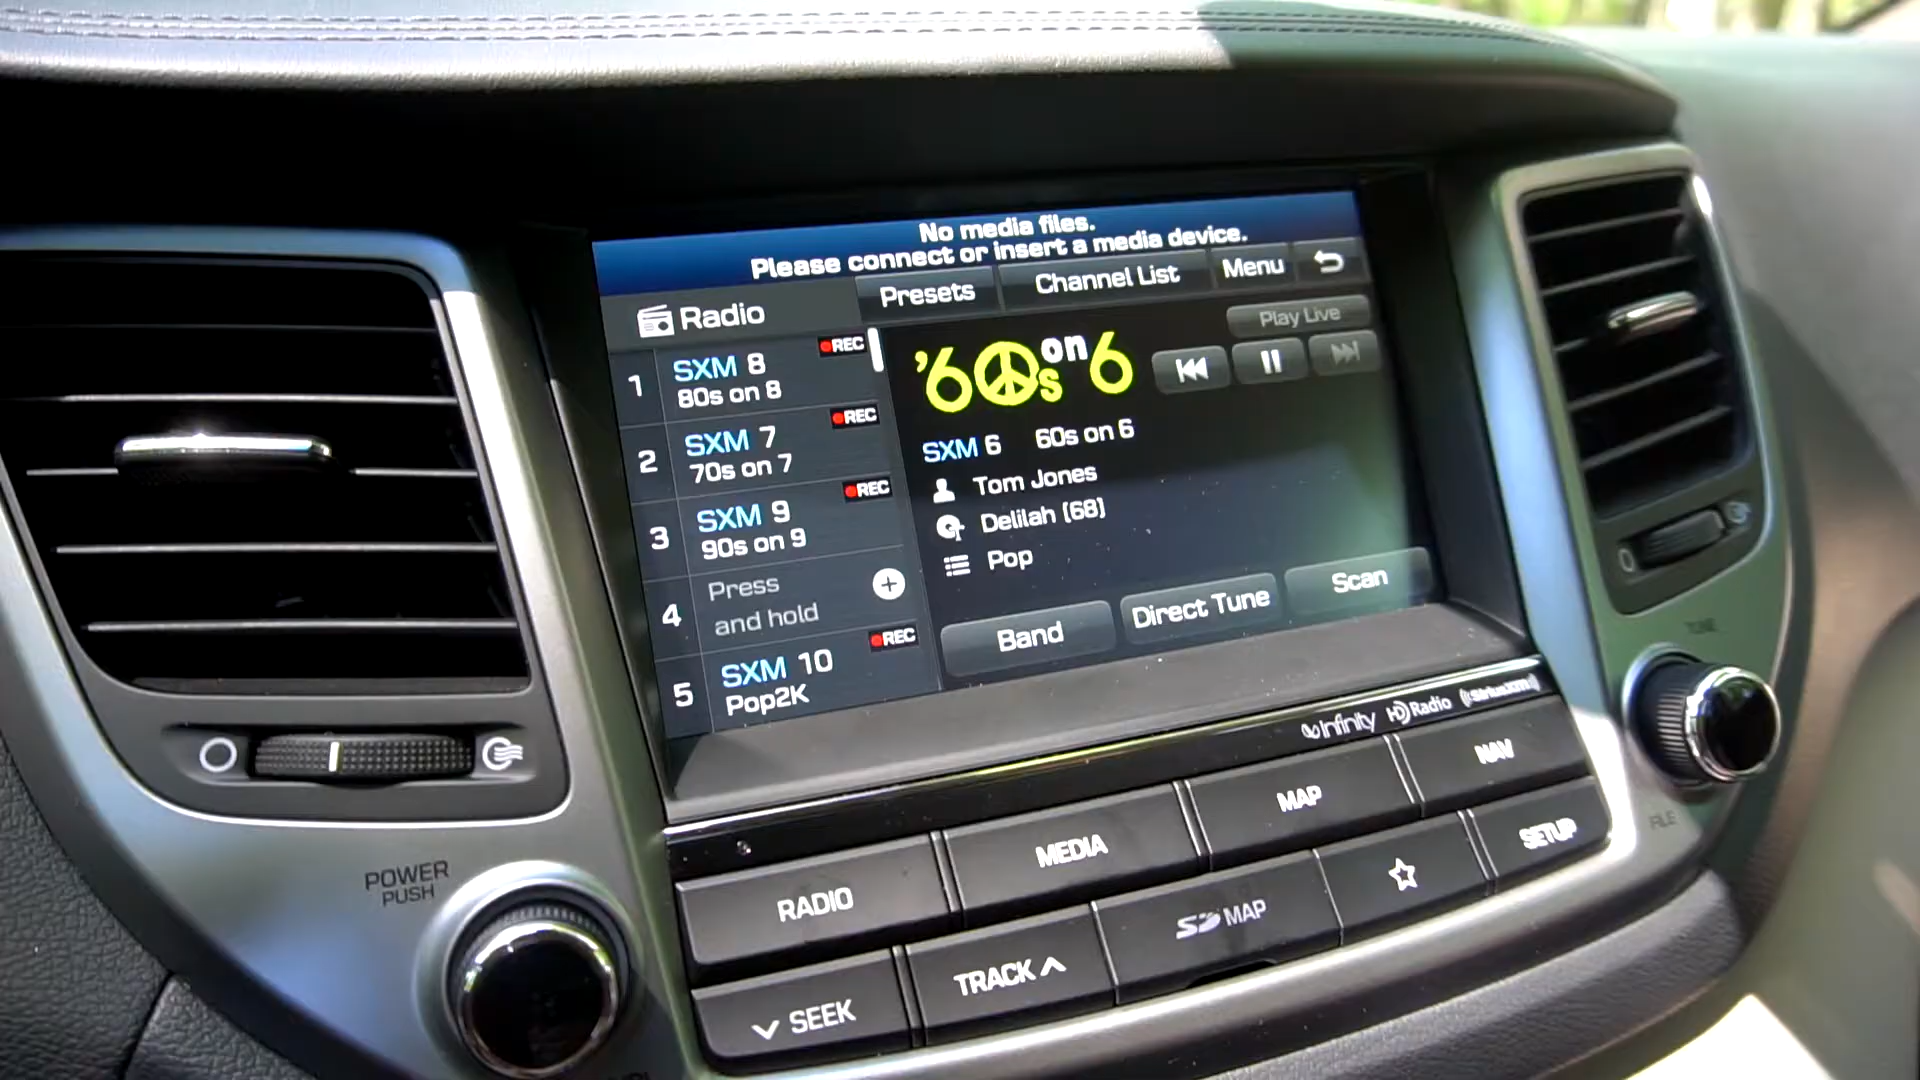 No media files.
Please connect or insert a media device.
Radio
Presets
Channel List
Menu
1
SXM 8
REC
80s on 8
2
SXM 7
REC
70s on 7
3
SXM 9
REC
90s on 9
4
Press
and hold
5
SXM 10
REC
Pop2K
'60s on 6
Play Live
SXM 6 60s on 6
Tom Jones
Delilah (68)
Pop
Band
Direct Tune
Scan
infinity
HD Radio
SiriusXM
POWER
PUSH
TUNE
FILE
RADIO
MEDIA
MAP
NAV
SEEK
TRACK
SD MAP
SETUP